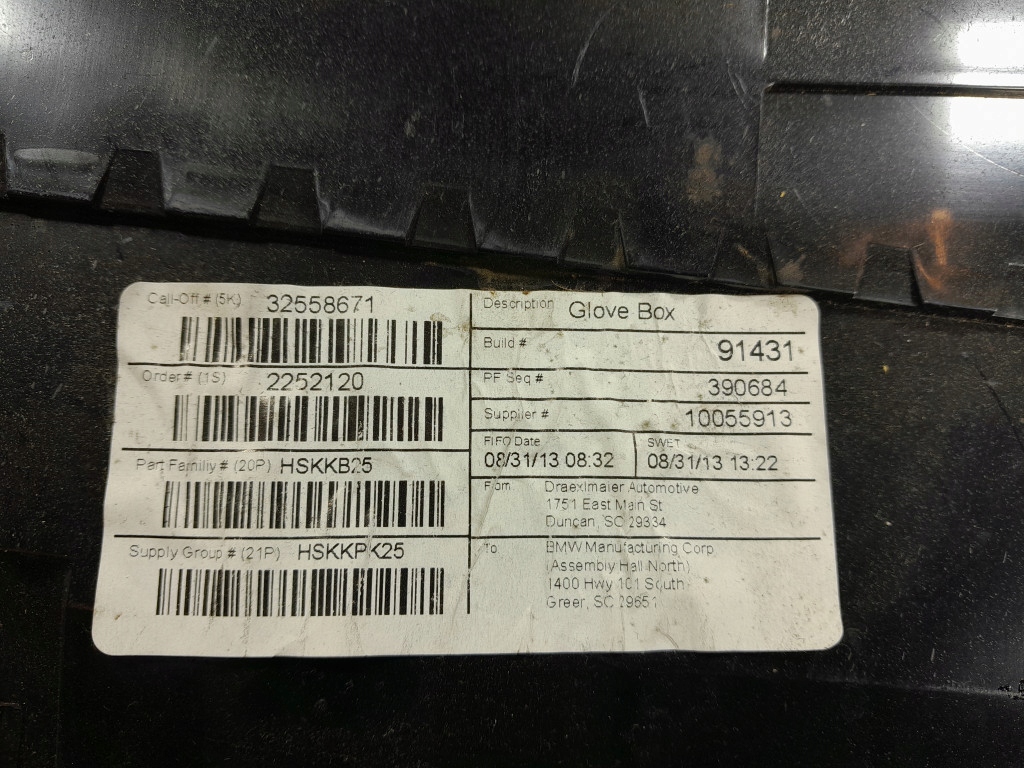 Call-Off # (5K) 32558671
Order # (1S) 2252120
Part Familiy # (20P) HSKKB25
Supply Group # (21P) HSKKPK25
Description Glove Box
Build # 91431
PF Seq # 390684
Supplier # 10055913
FIFO Date
08/31/13 08:32
SWET
08/31/13 13:22
From Draexlmaier Automotive
1751 East Main St
Duncan, SC 29334
To BMW Manufacturing Corp
(Assembly Hall North)
1400 Hwy 101 South
Greer, SC 29651